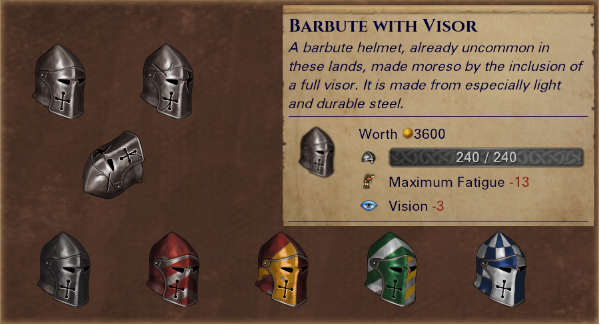 Barbute with Visor
A barbute helmet, already uncommon in
these lands, made moreso by the inclusion of
a full visor. It is made from especially light
and durable steel.
Worth 3600
240 / 240
Maximum Fatigue -13
Vision -3